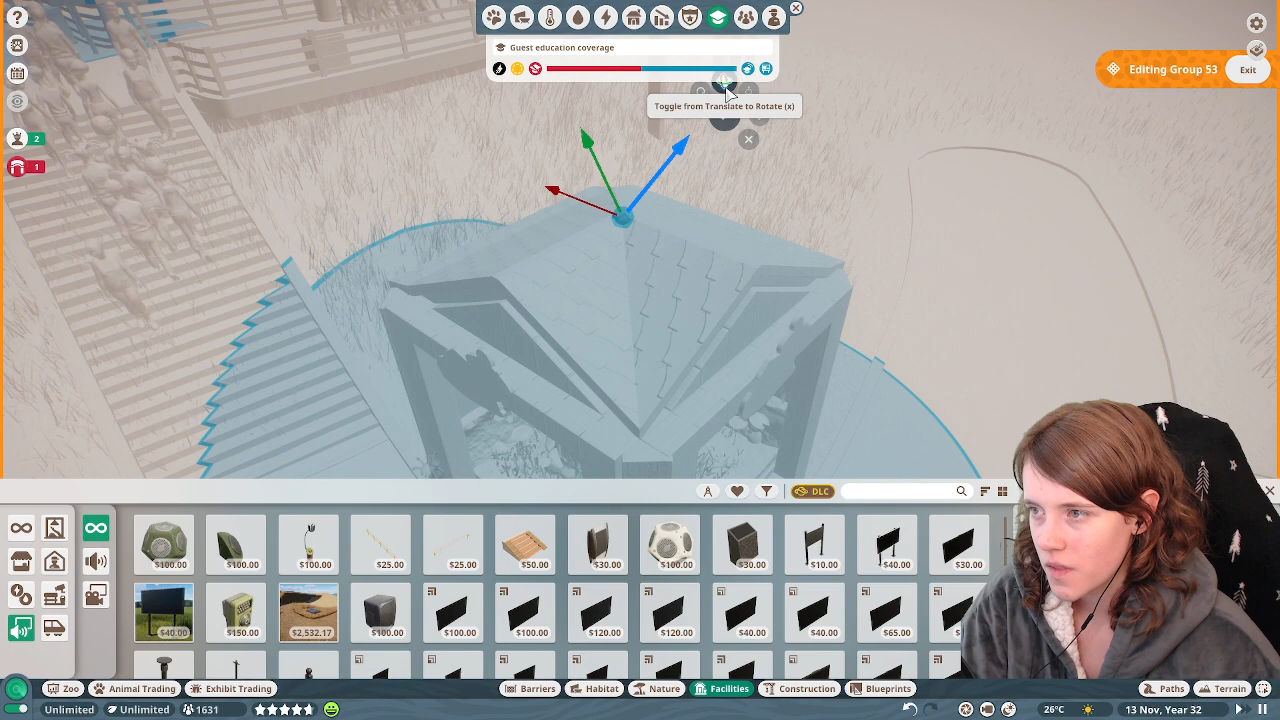 Guest education coverage
Editing Group 53
Exit
Toggle from Translate to Rotate (x)
2
1
DLC
$100.00
$100.00
$100.00
$25.00
$25.00
$50.00
$30.00
$100.00
$30.00
$10.00
$40.00
$30.00
$40.00
$150.00
$2,532.17
$100.00
$100.00
$100.00
$120.00
$120.00
$40.00
$40.00
$65.00
Zoo
Animal Trading
Exhibit Trading
Barriers
Habitat
Nature
Facilities
Construction
Blueprints
Paths
Terrain
Unlimited
Unlimited
1631
26°C
13 Nov, Year 32